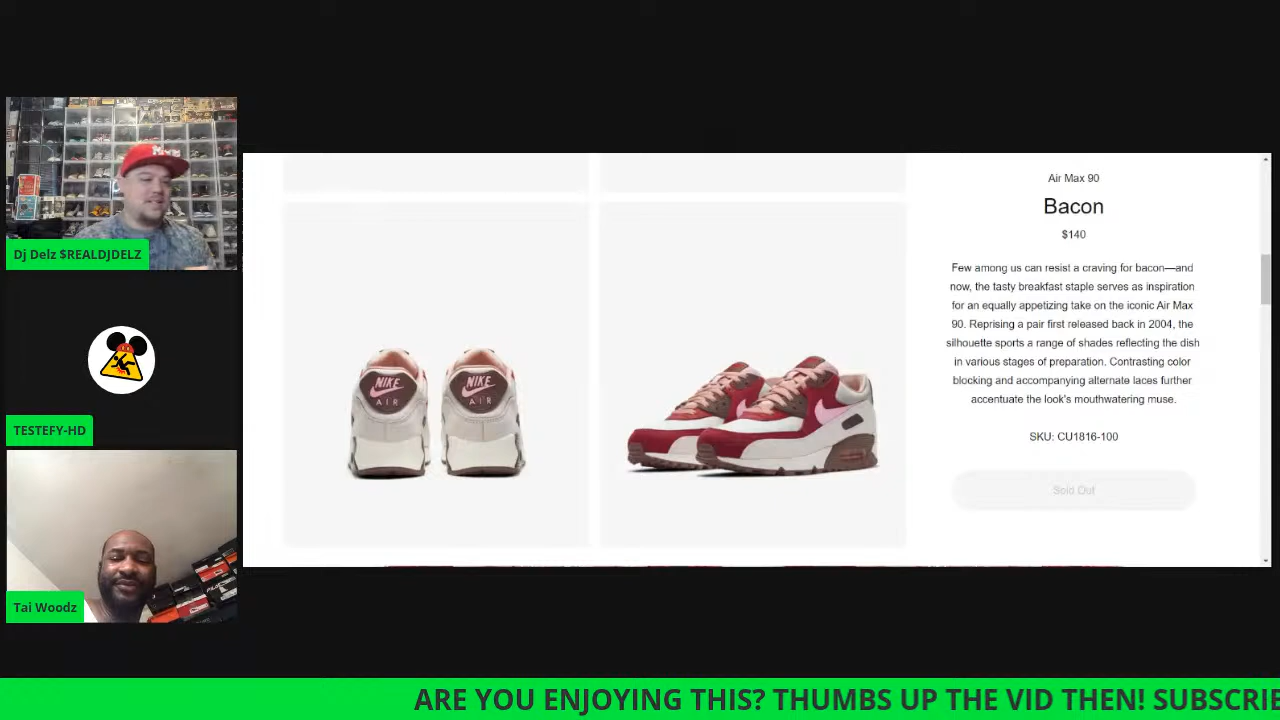 Dj Delz $REALDJDELZ
TESTEFY-HD
Tai Woodz
NIKE
AIR
NIKE
AIR
Air Max 90
Bacon
$140
Few among us can resist a craving for bacon—and
now, the tasty breakfast staple serves as inspiration
for an equally appetizing take on the iconic Air Max
90. Reprising a pair first released back in 2004, the
silhouette sports a range of shades reflecting the dish
in various stages of preparation. Contrasting color
blocking and accompanying alternate laces further
accentuate the look's mouthwatering muse.
SKU: CU1816-100
Sold Out
ARE YOU ENJOYING THIS? THUMBS UP THE VID THEN! SUBSCRIE